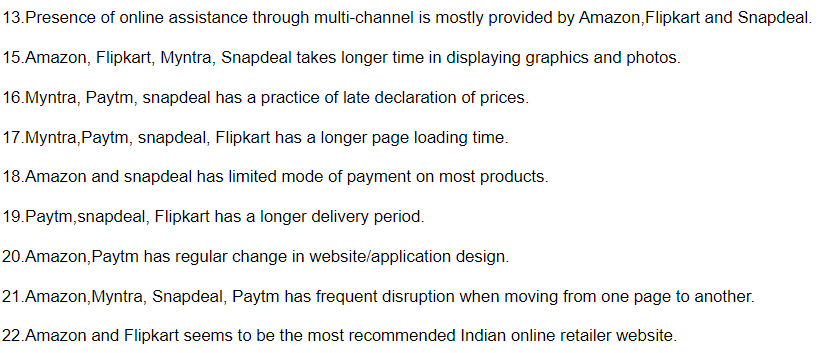 13.Presence of online assistance through multi-channel is mostly provided by Amazon,Flipkart and Snapdeal.
15.Amazon, Flipkart, Myntra, Snapdeal takes longer time in displaying graphics and photos.
16.Myntra, Paytm, snapdeal has a practice of late declaration of prices.
17.Myntra,Paytm, snapdeal, Flipkart has a longer page loading time.
18.Amazon and snapdeal has limited mode of payment on most products.
19.Paytm,snapdeal, Flipkart has a longer delivery period.
20.Amazon,Paytm has regular change in website/application design.
21.Amazon,Myntra, Snapdeal, Paytm has frequent disruption when moving from one page to another.
22.Amazon and Flipkart seems to be the most recommended Indian online retailer website.